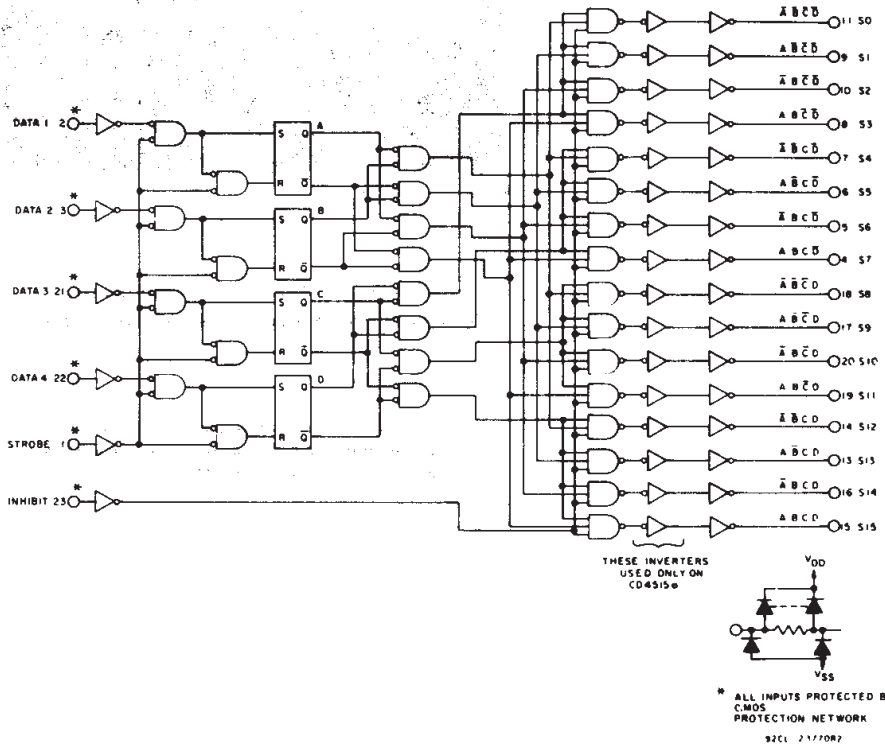 A̅ B̅ C̅ D̅ 11 S0
A B̅ C̅ D̅ 9 S1
A̅ B C̅ D̅ 10 S2
A B C̅ D̅ 8 S3
A̅ B̅ C D̅ 7 S4
A B̅ C D̅ 6 S5
A̅ B C D̅ 5 S6
A B C D̅ 4 S7
A̅ B̅ C̅ D 18 S8
A B̅ C̅ D 17 S9
A̅ B C̅ D 20 S10
A B C̅ D 19 S11
A̅ B̅ C D 14 S12
A B̅ C D 13 S13
A̅ B C D 16 S14
A B C D 15 S15
*
DATA 1 2
*
DATA 2 3
*
DATA 3 21
*
DATA 4 22
*
STROBE 1
*
INHIBIT 23
A
S Q
R Q̅
B
S Q
R Q̅
C
S Q
R Q̅
D
S Q
R Q̅
THESE INVERTERS
USED ONLY ON
CD4515B
VDD
VSS
* ALL INPUTS PROTECTED B
CMOS
PROTECTION NETWORK
92CL